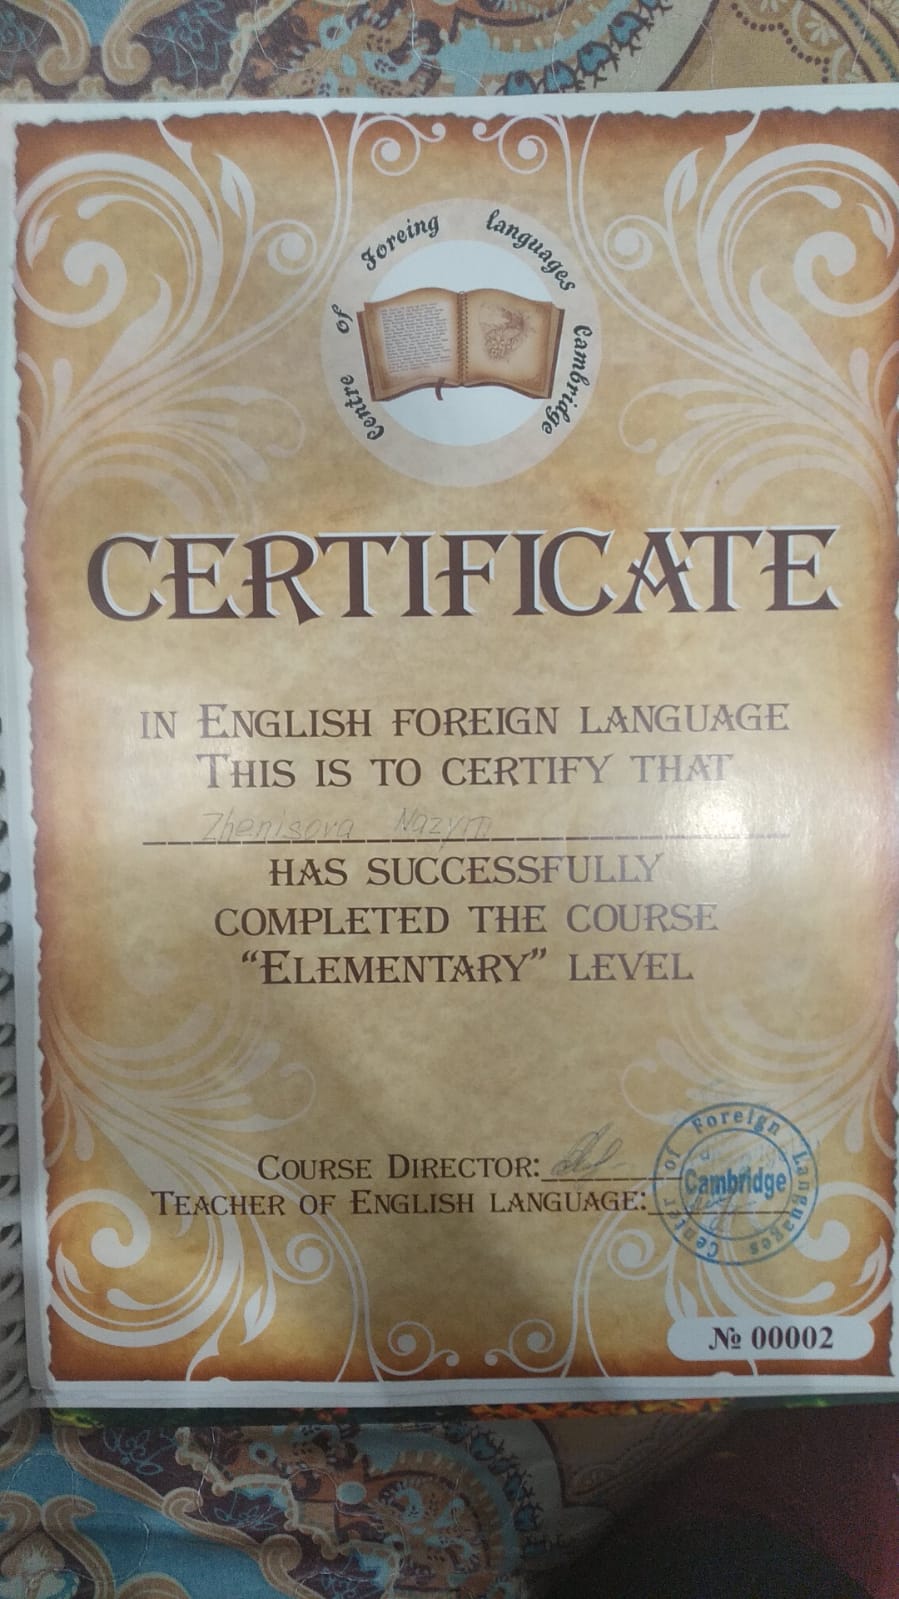 Centre of Foreing languages Cambridge
CERTIFICATE
IN ENGLISH FOREIGN LANGUAGE
THIS IS TO CERTIFY THAT
Zhenisova Nazym
HAS SUCCESSFULLY
COMPLETED THE COURSE
“ELEMENTARY” LEVEL
COURSE DIRECTOR:
TEACHER OF ENGLISH LANGUAGE:
Center of Foreign Languages
Cambridge
№ 00002